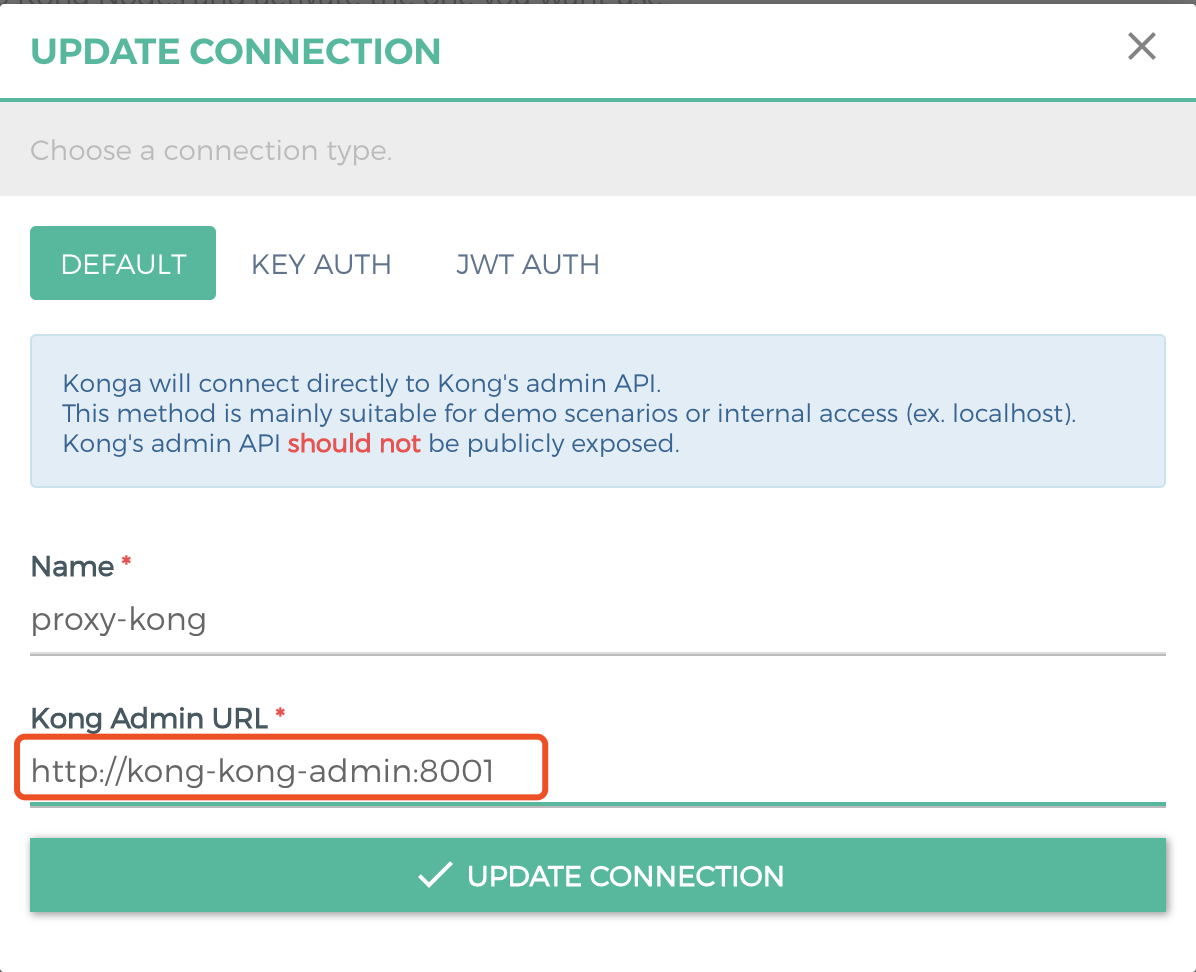 UPDATE CONNECTION
Choose a connection type.
DEFAULT KEY AUTH JWT AUTH
Konga will connect directly to Kong's admin API.
This method is mainly suitable for demo scenarios or internal access (ex. localhost).
Kong's admin API should not be publicly exposed.
Name *
proxy-kong
Kong Admin URL *
http://kong-kong-admin:8001
UPDATE CONNECTION